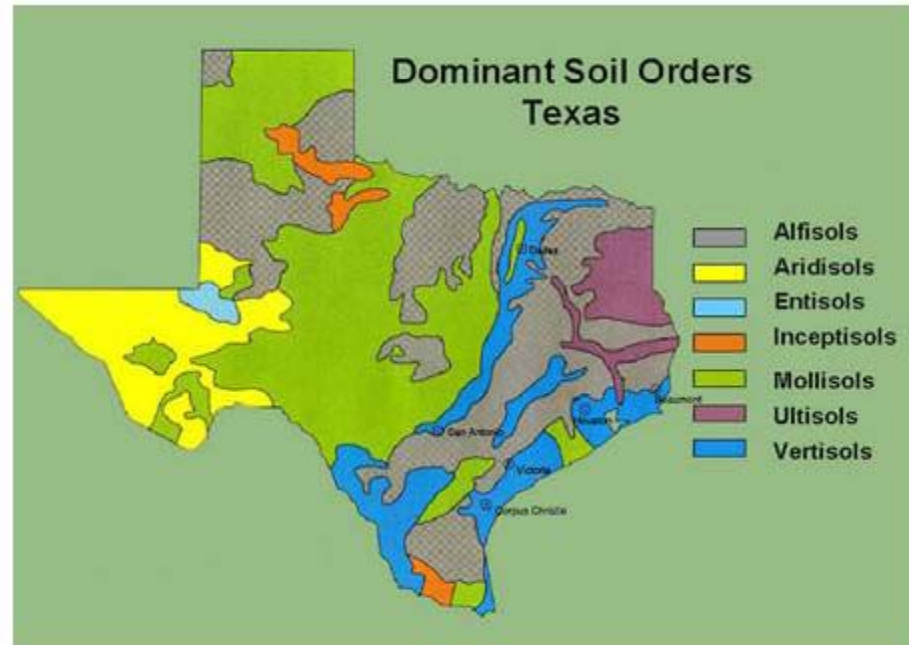 Dominant Soil Orders
Texas
Alfisols
Aridisols
Entisols
Inceptisols
Mollisols
Ultisols
Vertisols
Dallas
Beaumont
Houston
San Antonio
Victoria
Corpus Christie